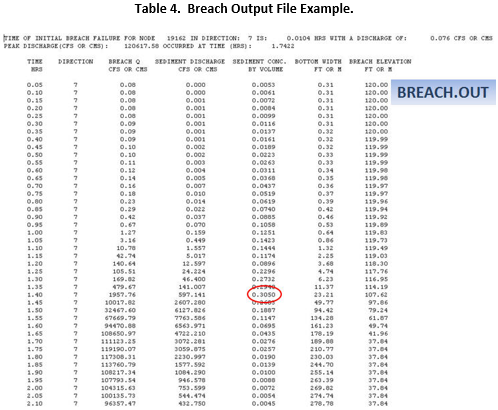 Table 4. Breach Output File Example.
TIME OF INITIAL BREACH FAILURE FOR NODE 19162 IN DIRECTION: 7 IS: 0.0104 HRS WITH A DISCHARGE OF: 0.076 CFS OR CMS
PEAK DISCHARGE(CFS OR CMS: 120617.58 OCCURRED AT TIME (HRS): 1.7422
TIME DIRECTION BREACH Q SEDIMENT DISCHARGE SEDIMENT CONC. BOTTOM WIDTH BREACH ELEVATION
HRS CFS OR CMS CFS OR CMS BY VOLUME FT OR M FT OR M
0.05 7 0.08 0.000 0.0053 0.31 120.00
0.10 7 0.08 0.000 0.0061 0.31 120.00
0.15 7 0.08 0.001 0.0072 0.31 120.00
0.20 7 0.08 0.001 0.0084 0.31 120.00
0.25 7 0.08 0.001 0.0099 0.31 120.00
0.30 7 0.09 0.001 0.0116 0.31 120.00
0.35 7 0.09 0.001 0.0137 0.32 120.00
0.40 7 0.09 0.001 0.0161 0.32 119.99
0.45 7 0.10 0.002 0.0189 0.32 119.99
0.50 7 0.10 0.002 0.0223 0.33 119.99
0.55 7 0.11 0.003 0.0263 0.33 119.99
0.60 7 0.12 0.004 0.0311 0.34 119.98
0.65 7 0.14 0.005 0.0368 0.35 119.98
0.70 7 0.16 0.007 0.0437 0.36 119.97
0.75 7 0.18 0.010 0.0519 0.37 119.97
0.80 7 0.23 0.014 0.0619 0.39 119.96
0.85 7 0.29 0.022 0.0740 0.42 119.94
0.90 7 0.42 0.037 0.0885 0.46 119.92
0.95 7 0.67 0.070 0.1058 0.53 119.89
1.00 7 1.27 0.159 0.1251 0.64 119.83
1.05 7 3.16 0.449 0.1423 0.86 119.73
1.10 7 10.78 1.557 0.1444 1.32 119.49
1.15 7 42.74 5.017 0.1174 2.25 119.03
1.20 7 140.64 12.597 0.0896 3.68 118.30
1.25 7 105.51 24.224 0.2296 4.74 117.76
1.30 7 169.82 46.400 0.2732 6.23 116.95
1.35 7 479.67 141.007 11.37 114.19
1.40 7 1957.76 597.141 0.3050 23.21 107.62
1.45 7 10017.82 2607.280 49.77 97.86
1.50 7 32467.60 6127.826 0.1887 94.42 79.24
1.55 7 67669.79 7763.586 0.1147 134.28 61.87
1.60 7 94470.88 6563.971 0.0695 161.23 49.74
1.65 7 108650.97 4722.210 0.0435 178.19 41.96
1.70 7 111123.25 3072.281 0.0276 189.88 37.84
1.75 7 119190.07 3059.875 0.0257 210.77 37.84
1.80 7 117308.31 2230.997 0.0190 230.03 37.84
1.85 7 113760.79 1577.592 0.0139 244.70 37.84
1.90 7 108217.34 1084.290 0.0100 255.14 37.84
1.95 7 107793.54 946.578 0.0088 263.39 37.84
2.00 7 104315.63 753.599 0.0072 269.82 37.84
2.05 7 100135.73 544.474 0.0054 274.74 37.84
2.10 7 96357.47 432.750 0.0045 278.78 37.84
BREACH.OUT